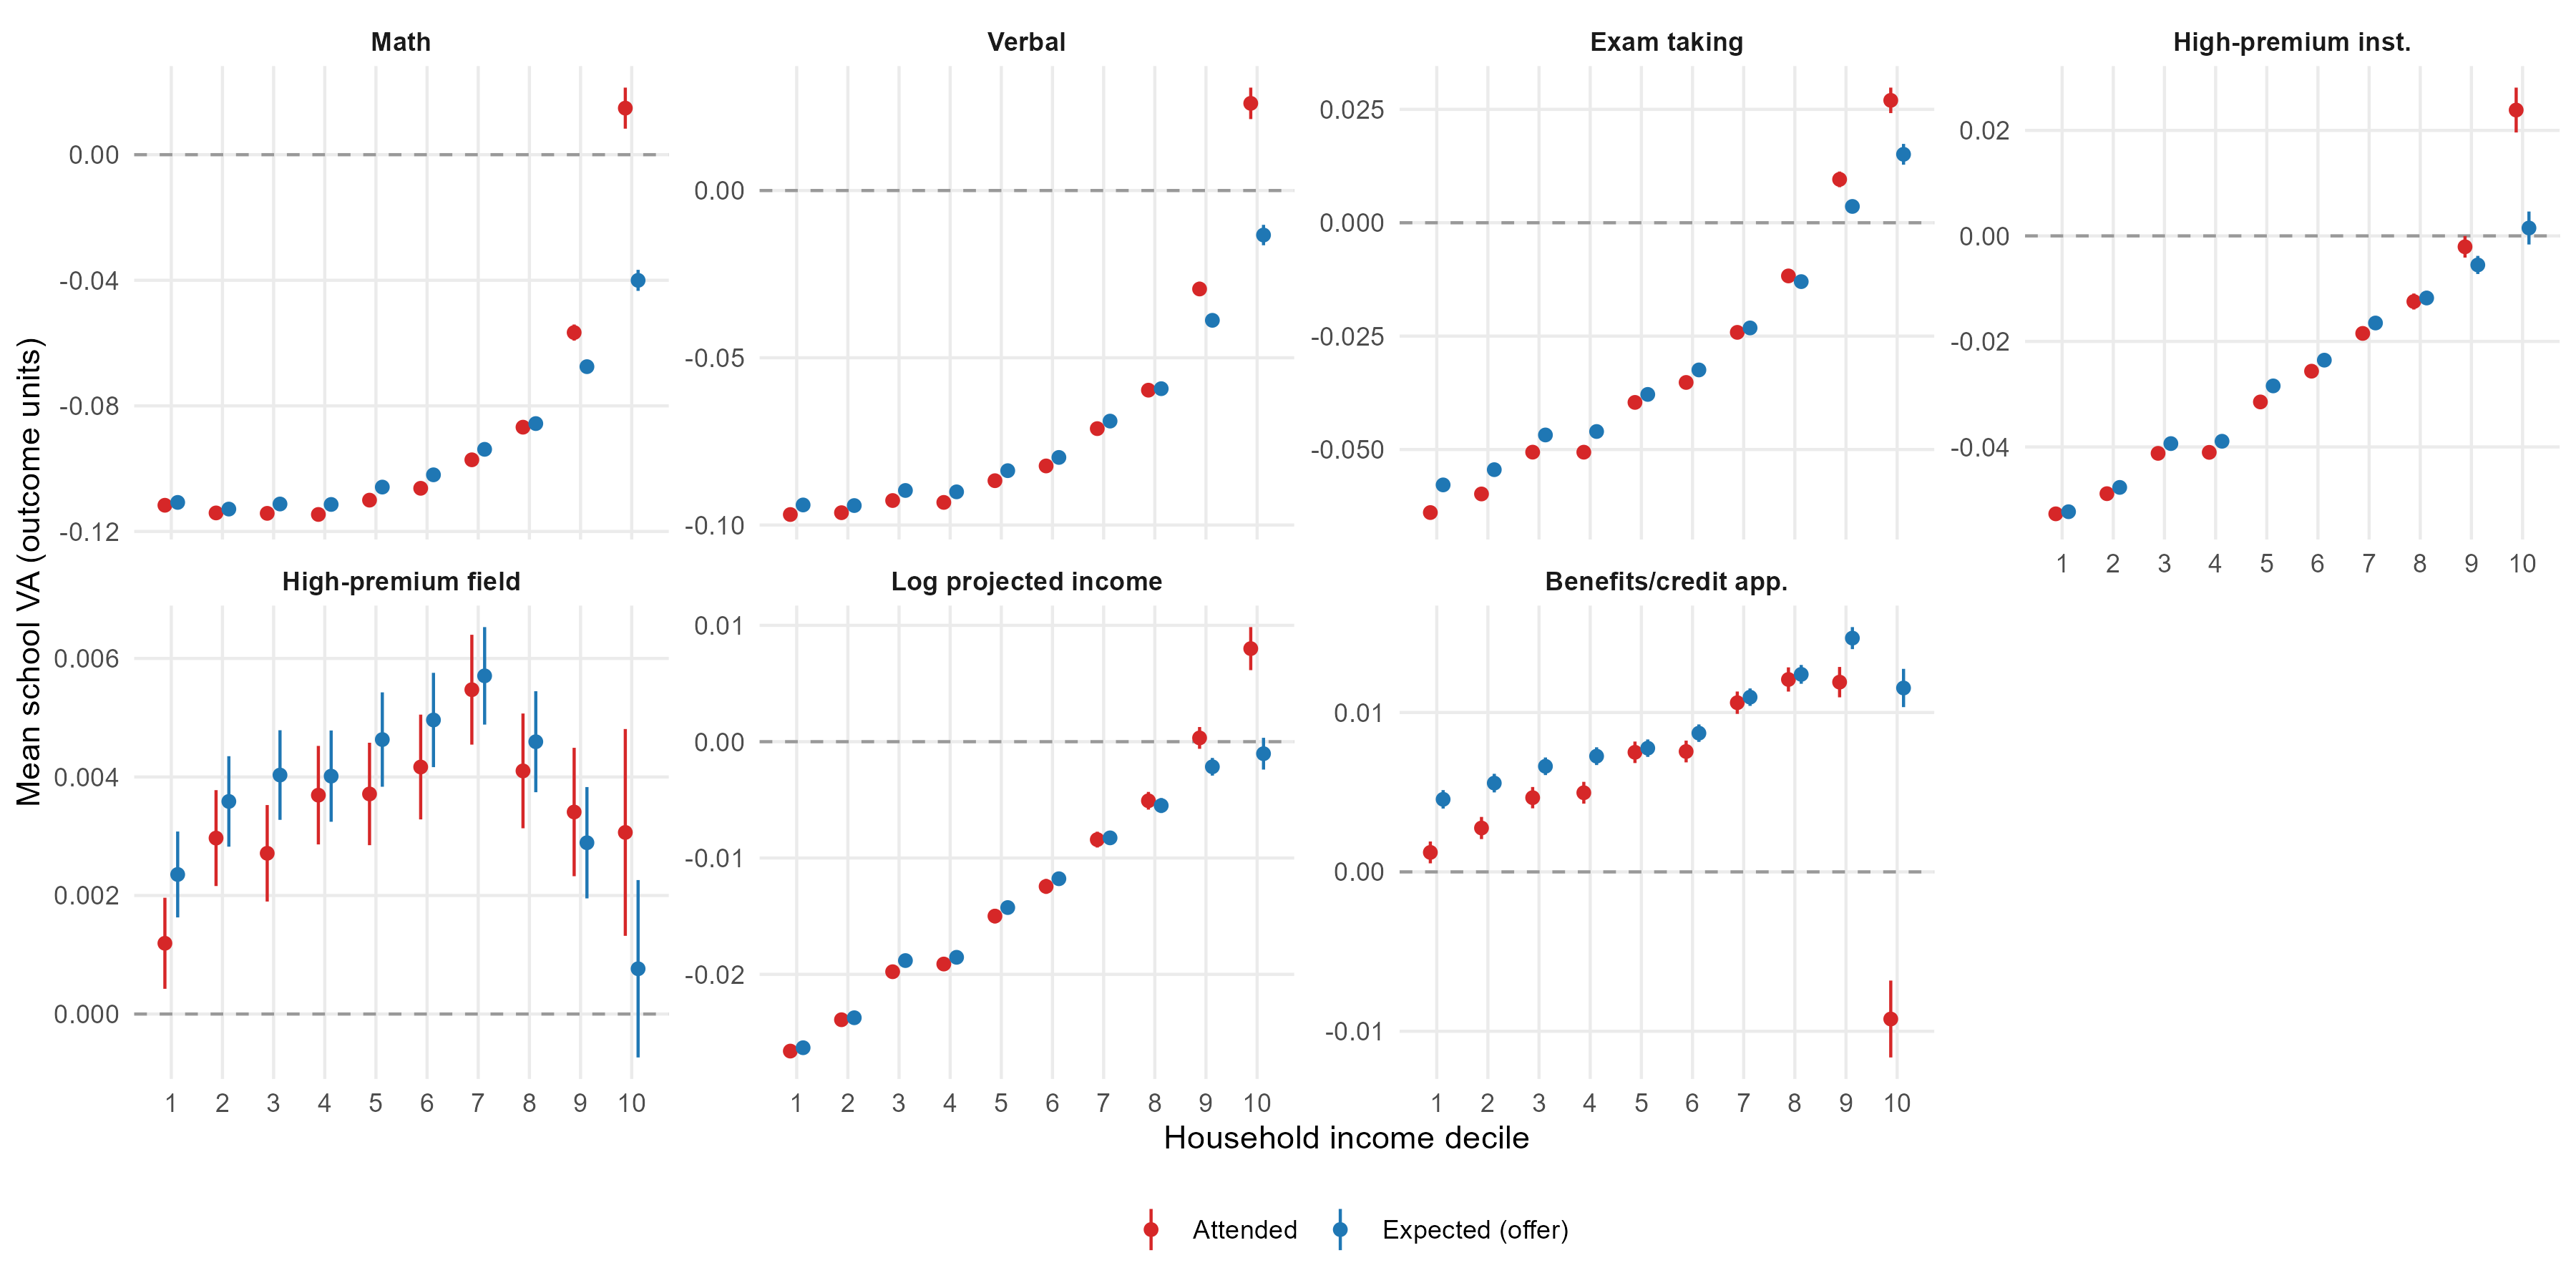 Math
Verbal
Exam taking
High-premium inst.
0.00
-0.04
-0.08
-0.12
0.00
-0.05
-0.10
0.025
0.000
-0.025
-0.050
0.02
0.00
-0.02
-0.04
1 2 3 4 5 6 7 8 9 10
Mean school VA (outcome units)
High-premium field
Log projected income
Benefits/credit app.
0.006
0.004
0.002
0.000
0.01
0.00
-0.01
-0.02
0.01
0.00
-0.01
1 2 3 4 5 6 7 8 9 10
1 2 3 4 5 6 7 8 9 10
1 2 3 4 5 6 7 8 9 10
Household income decile
Attended
Expected (offer)